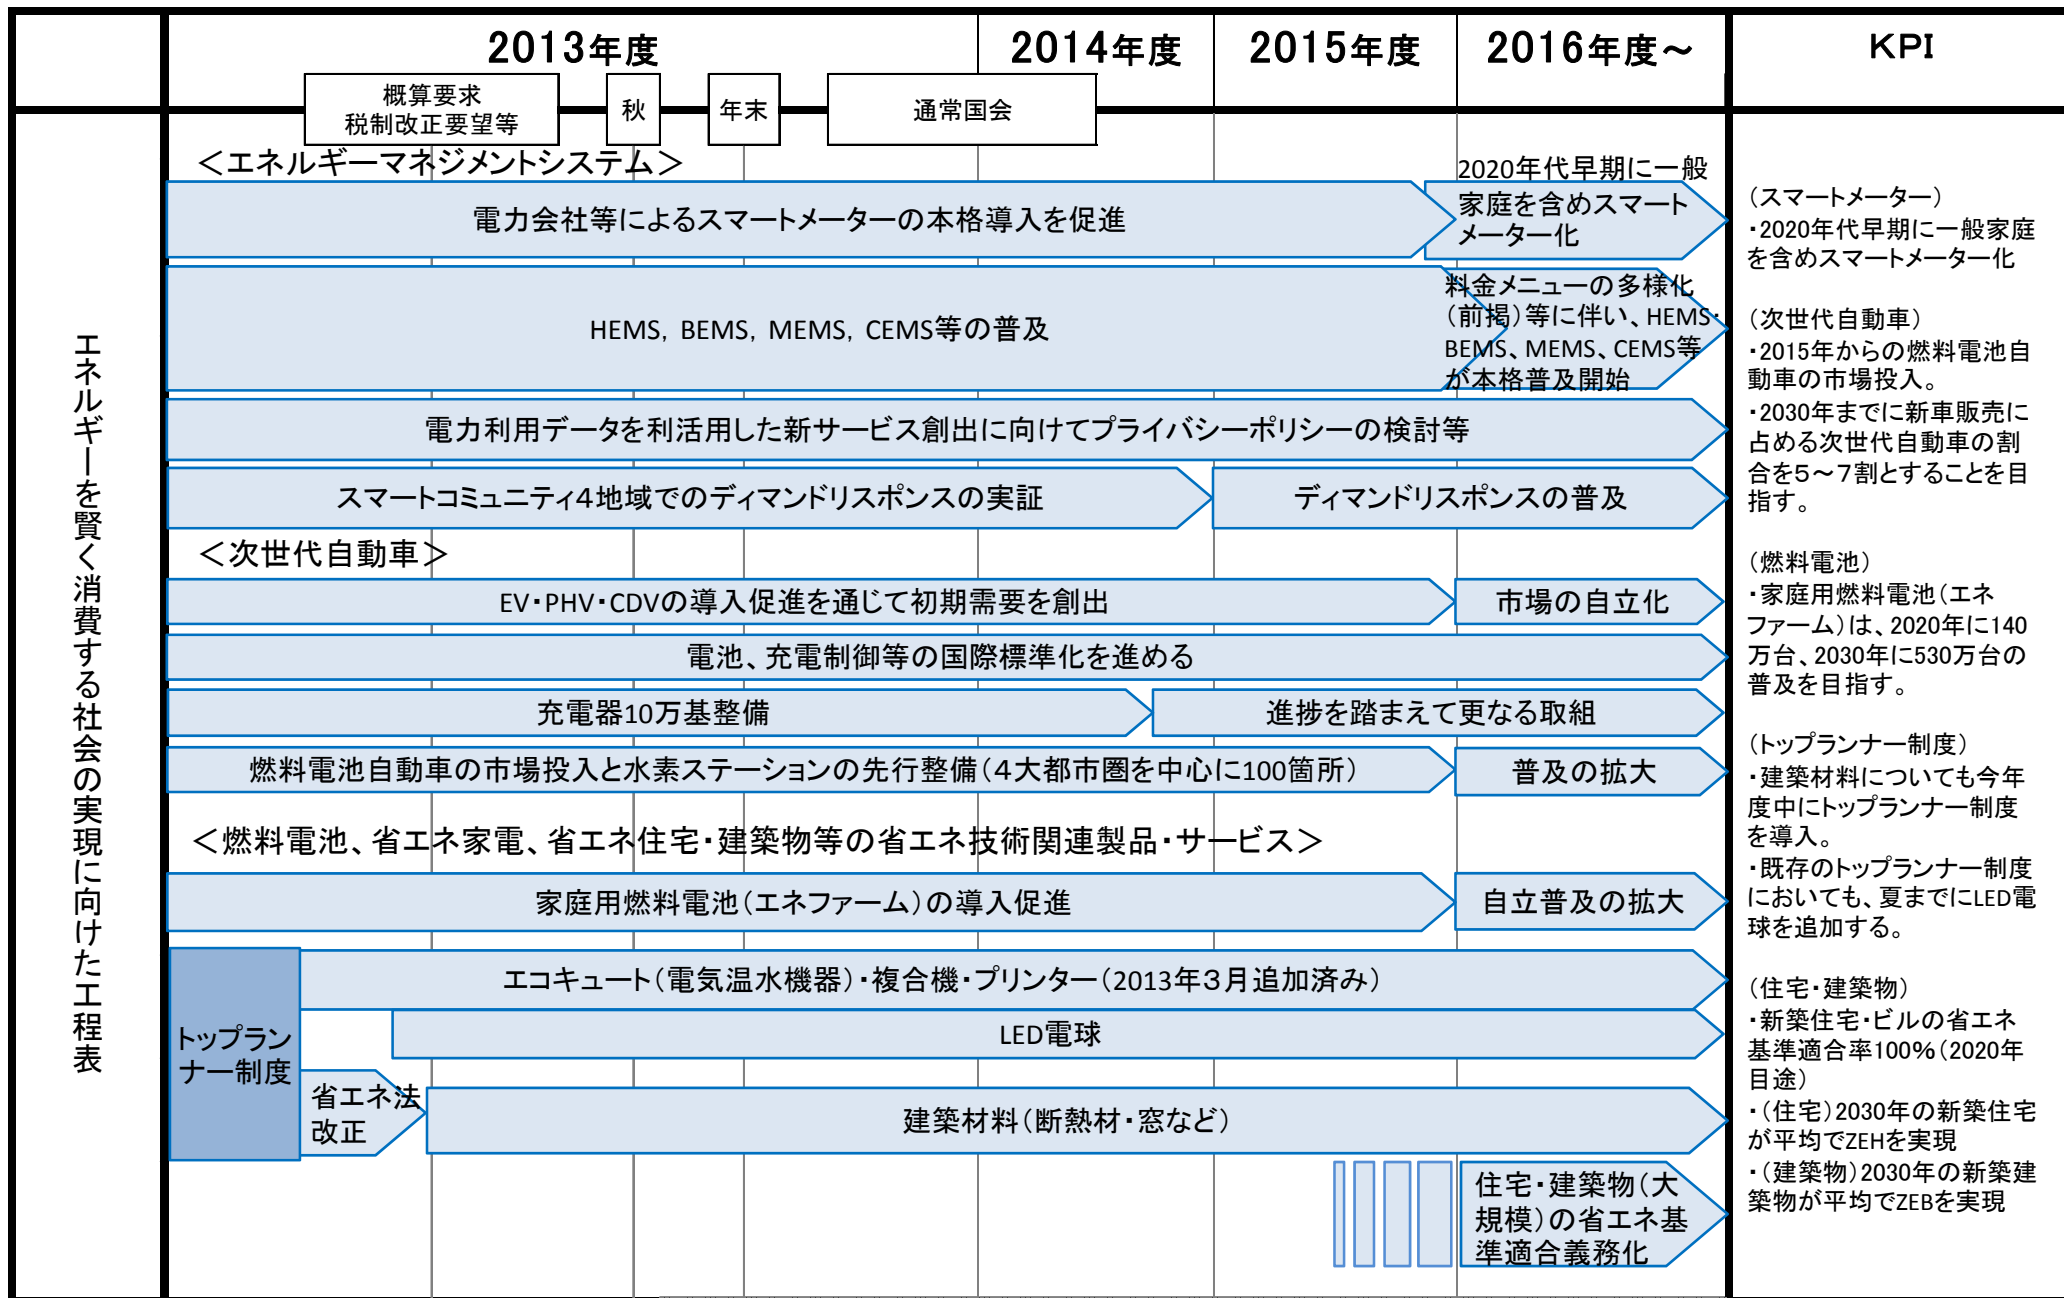 2013年度
2014年度
2015年度
2016年度～
KPI
概算要求
税制改正要望等
秋
年末
通常国会
エネルギーを賢く消費する社会の実現に向けた工程表
＜エネルギーマネジメントシステム＞
電力会社等によるスマートメーターの本格導入を促進
2020年代早期に一般
家庭を含めスマート
メーター化
HEMS, BEMS, MEMS, CEMS等の普及
料金メニューの多様化
（前掲）等に伴い、HEMS・
BEMS、MEMS、CEMS等
が本格普及開始
電力利用データを利活用した新サービス創出に向けてプライバシーポリシーの検討等
スマートコミュニティ4地域でのディマンドリスポンスの実証
ディマンドリスポンスの普及
＜次世代自動車＞
EV・PHV・CDVの導入促進を通じて初期需要を創出
市場の自立化
電池、充電制御等の国際標準化を進める
充電器10万基整備
進捗を踏まえて更なる取組
燃料電池自動車の市場投入と水素ステーションの先行整備（４大都市圏を中心に100箇所）
普及の拡大
＜燃料電池、省エネ家電、省エネ住宅・建築物等の省エネ技術関連製品・サービス＞
家庭用燃料電池（エネファーム）の導入促進
自立普及の拡大
トップラン
ナー制度
エコキュート（電気温水機器）・複合機・プリンター（2013年３月追加済み）
LED電球
省エネ法
改正
建築材料（断熱材・窓など）
住宅・建築物（大
規模）の省エネ基
準適合義務化
（スマートメーター）
・2020年代早期に一般家庭
を含めスマートメーター化
（次世代自動車）
・2015年からの燃料電池自
動車の市場投入。
・2030年までに新車販売に
占める次世代自動車の割
合を５～７割とすることを目
指す。
（燃料電池）
・家庭用燃料電池（エネ
ファーム）は、2020年に140
万台、2030年に530万台の
普及を目指す。
（トップランナー制度）
・建築材料についても今年
度中にトップランナー制度
を導入。
・既存のトップランナー制度
においても、夏までにLED電
球を追加する。
（住宅・建築物）
・新築住宅・ビルの省エネ
基準適合率100％（2020年
目途）
・（住宅）2030年の新築住宅
が平均でZEHを実現
・（建築物）2030年の新築建
築物が平均でZEBを実現